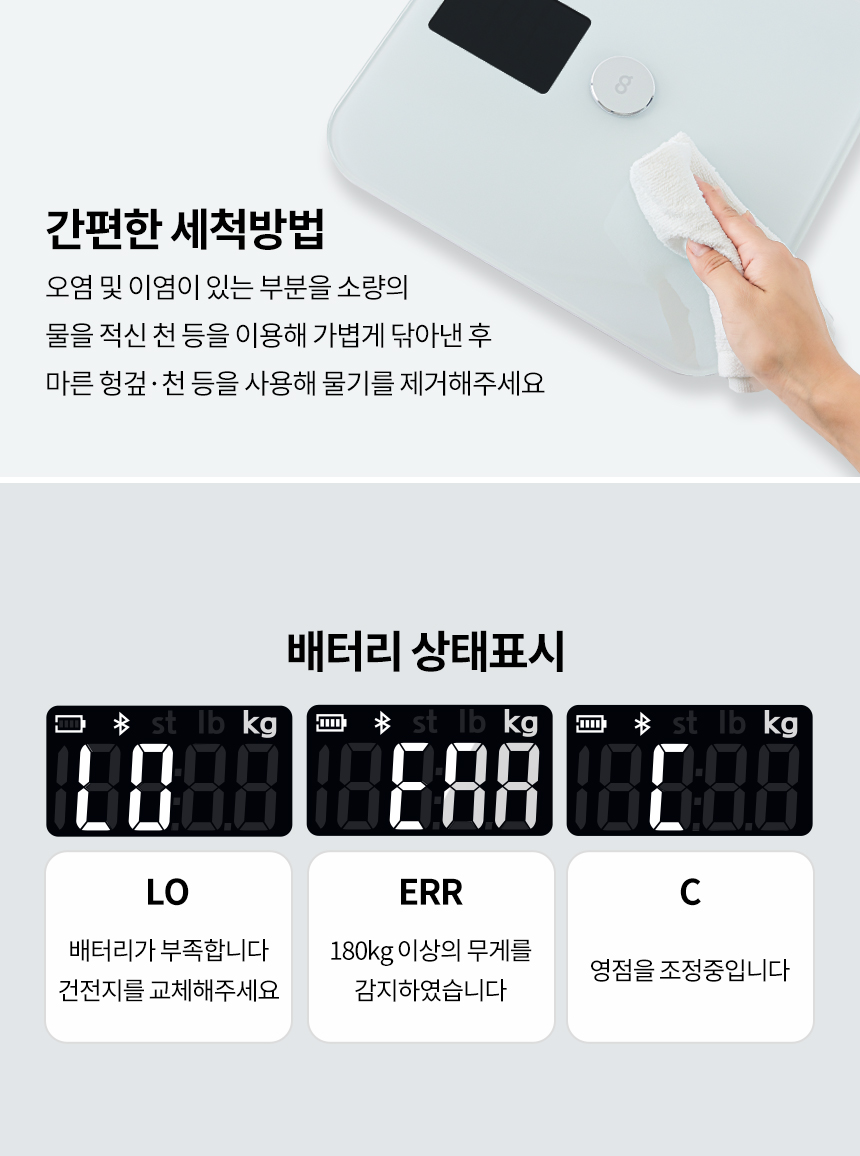 간편한 세척방법
오염 및 이염이 있는 부분을 소량의
물을 적신 천 등을 이용해 가볍게 닦아낸 후
마른 헝겊·천 등을 사용해 물기를 제거해주세요
배터리 상태표시
st lb kg
LO
st lb kg
ERR
st lb kg
C
LO
배터리가 부족합니다
건전지를 교체해주세요
ERR
180kg 이상의 무게를
감지하였습니다
C
영점을 조정중입니다